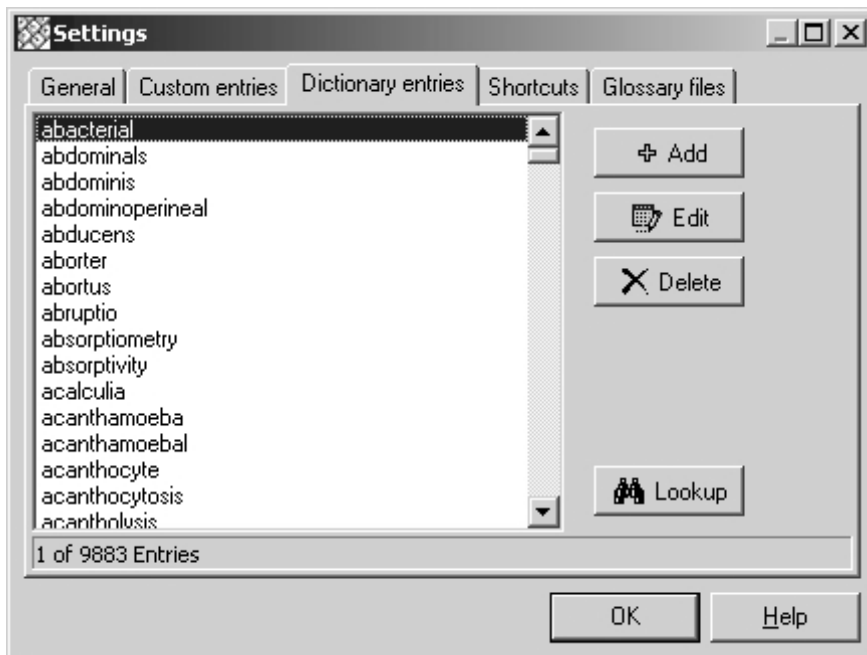 Settings
General Custom entries Dictionary entries Shortcuts Glossary files
abacterial
abdominals
abdominis
abdominoperineal
abducens
aborter
abortus
abruptio
absorptiometry
absorptivity
acalculia
acanthamoeba
acanthamoebal
acanthocyte
acanthocytosis
acantholysis
Add
Edit
Delete
Lookup
1 of 9883 Entries
OK Help